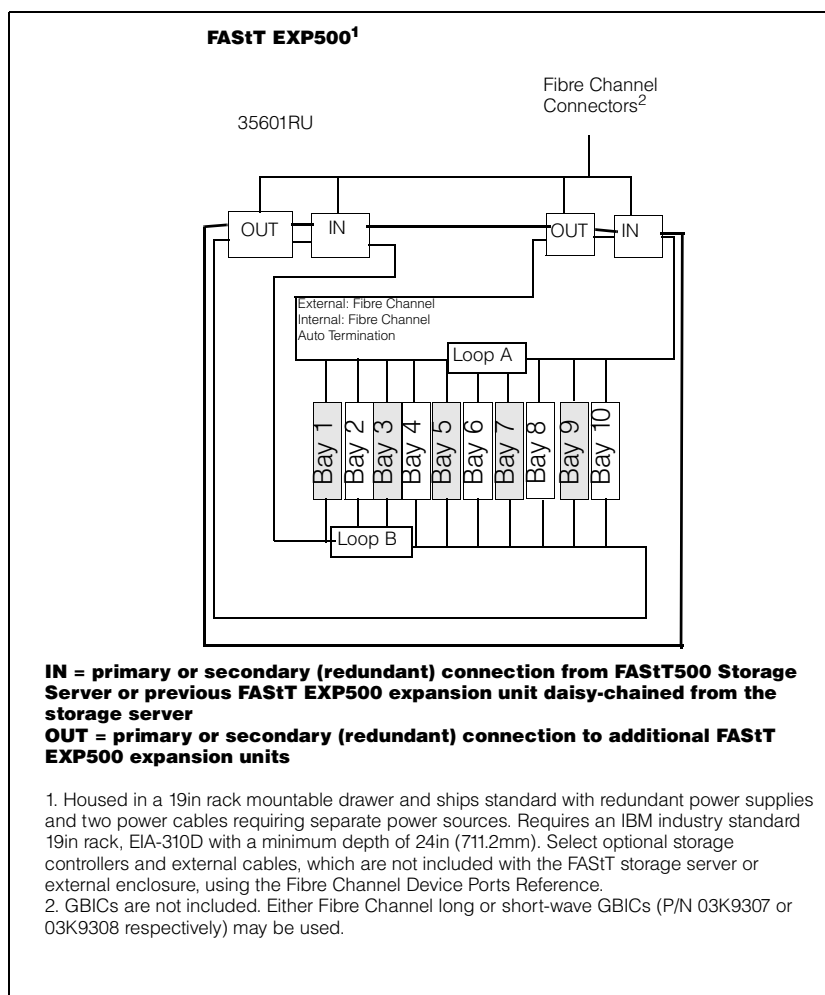 FAStT EXP500¹
Fibre Channel
Connectors²
35601RU
OUT
IN
OUT
IN
External: Fibre Channel
Internal: Fibre Channel
Auto Termination
Loop A
Bay 1
Bay 2
Bay 3
Bay 4
Bay 5
Bay 6
Bay 7
Bay 8
Bay 9
Bay 10
Loop B
IN = primary or secondary (redundant) connection from FAStT500 Storage
Server or previous FAStT EXP500 expansion unit daisy-chained from the
storage server
OUT = primary or secondary (redundant) connection to additional FAStT
EXP500 expansion units
1. Housed in a 19in rack mountable drawer and ships standard with redundant power supplies
and two power cables requiring separate power sources. Requires an IBM industry standard
19in rack, EIA-310D with a minimum depth of 24in (711.2mm). Select optional storage
controllers and external cables, which are not included with the FAStT storage server or
external enclosure, using the Fibre Channel Device Ports Reference.
2. GBICs are not included. Either Fibre Channel long or short-wave GBICs (P/N 03K9307 or
03K9308 respectively) may be used.